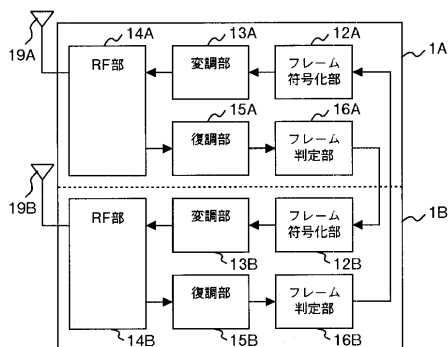 14A
13A
12A
19A
RF部
変調部
フレーム
符号化部
1A
15A
16A
復調部
フレーム
判定部
19B
RF部
変調部
フレーム
符号化部
1B
13B
12B
復調部
フレーム
判定部
14B
15B
16B